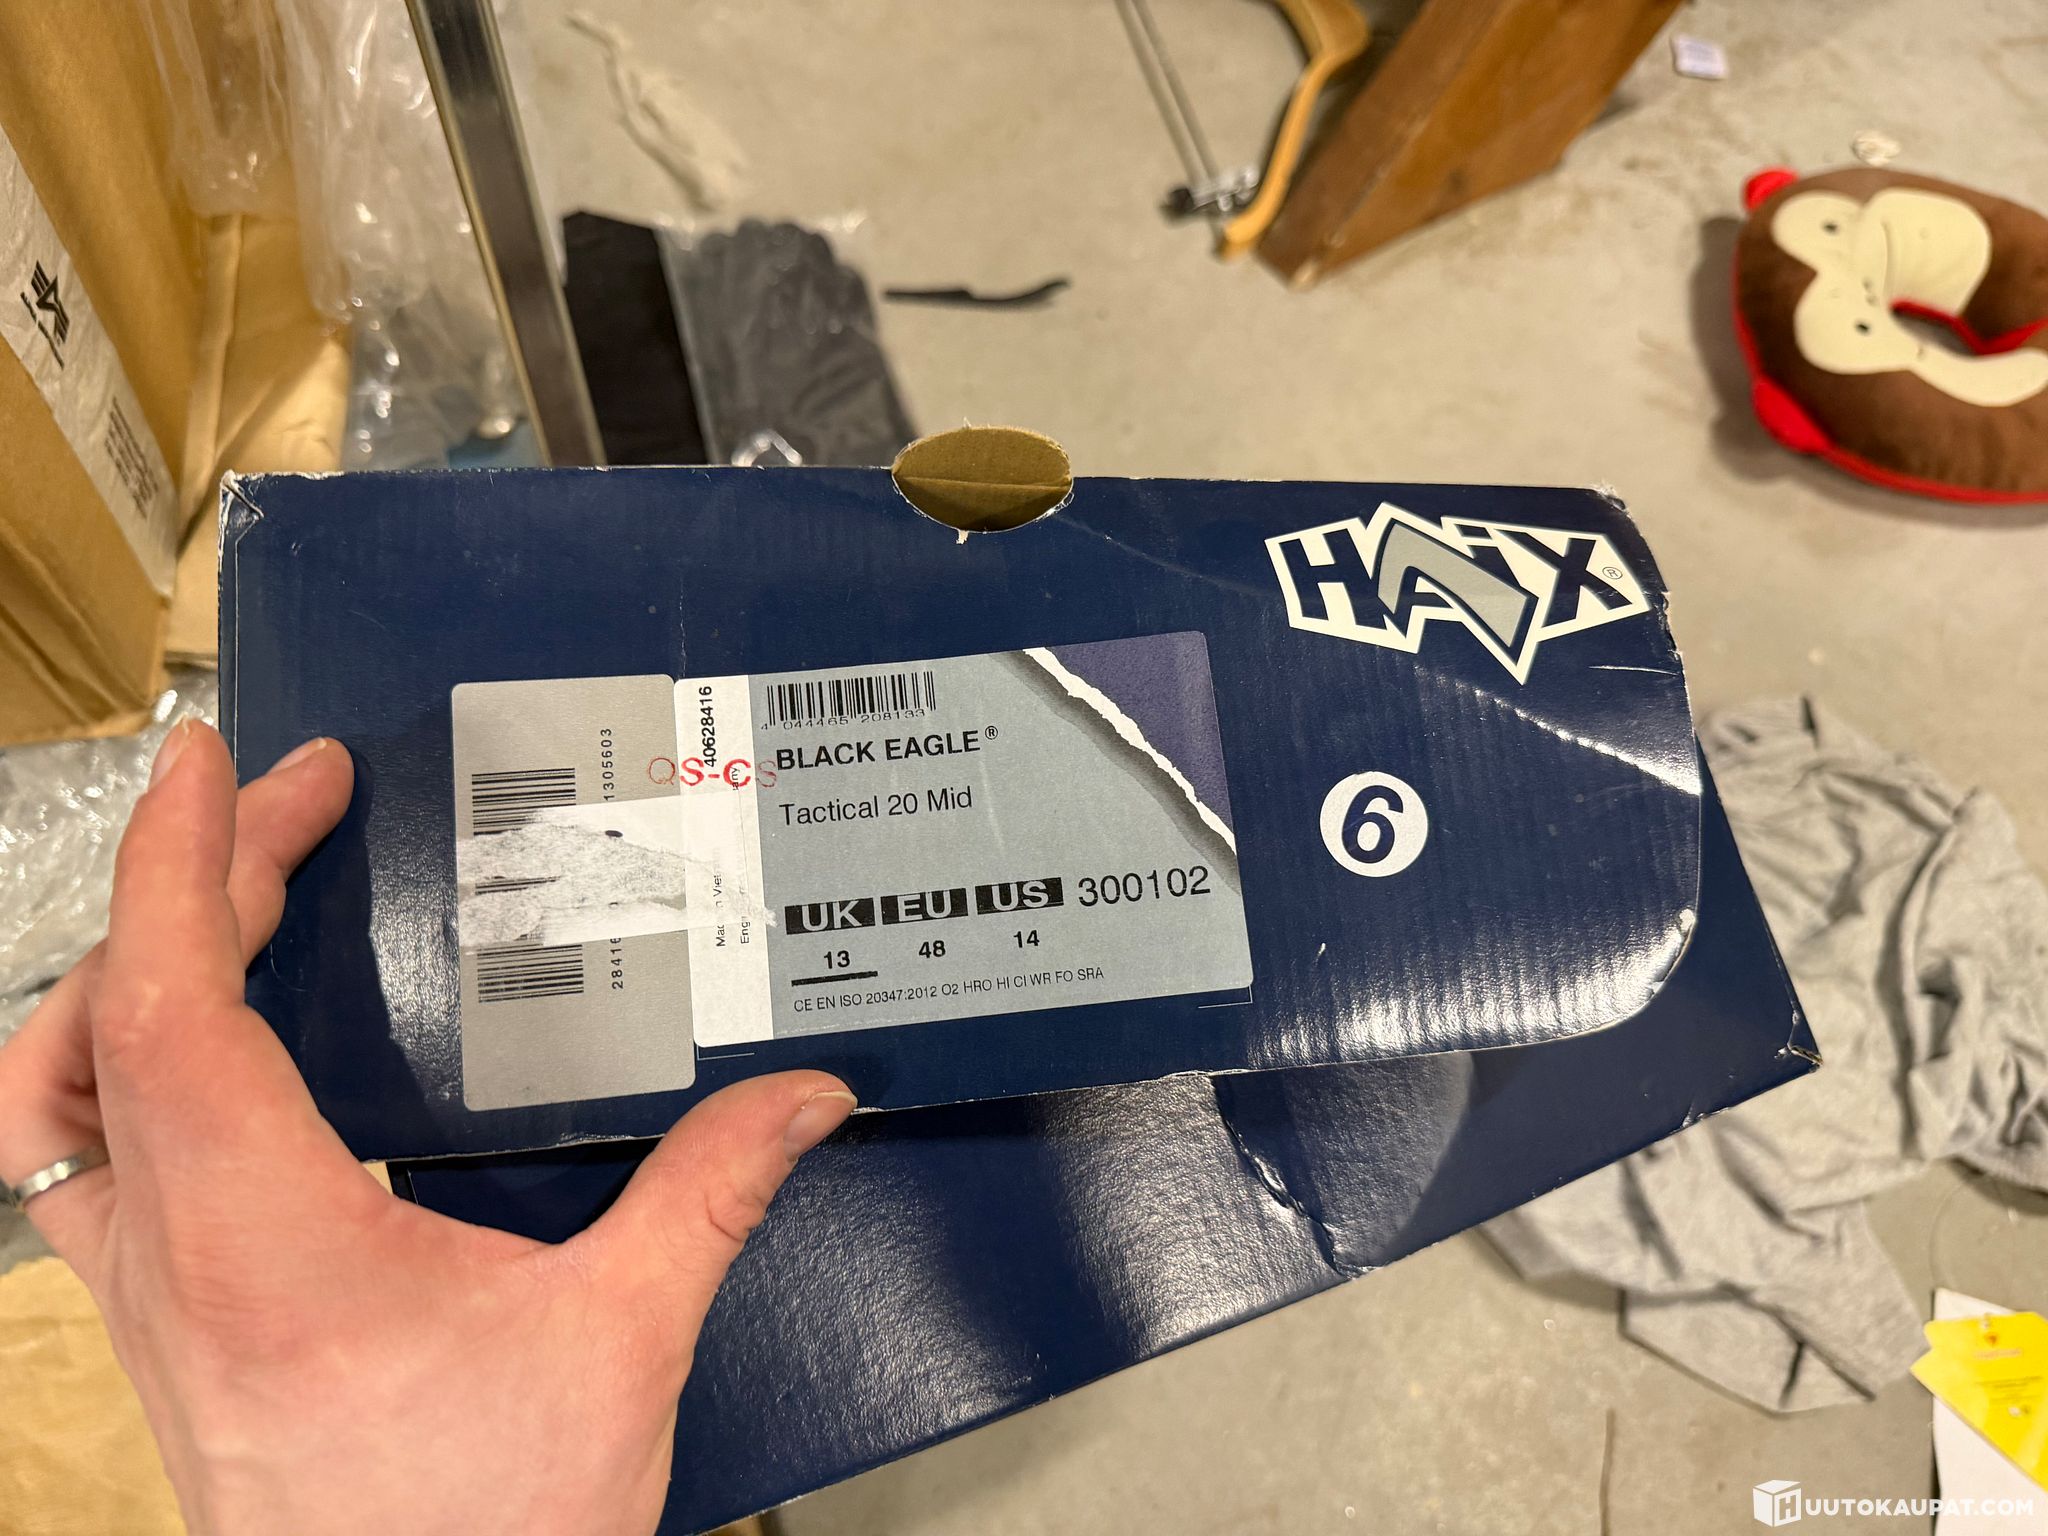 HAIX®
4 044465 208133
BLACK EAGLE®
Tactical 20 Mid
UK EU US 300102
13 48 14
CE EN ISO 20347:2012 O2 HRO HI CI WR FO SRA
40628416
QS-CS
1305603
6
HUUTOKAUPAT.COM